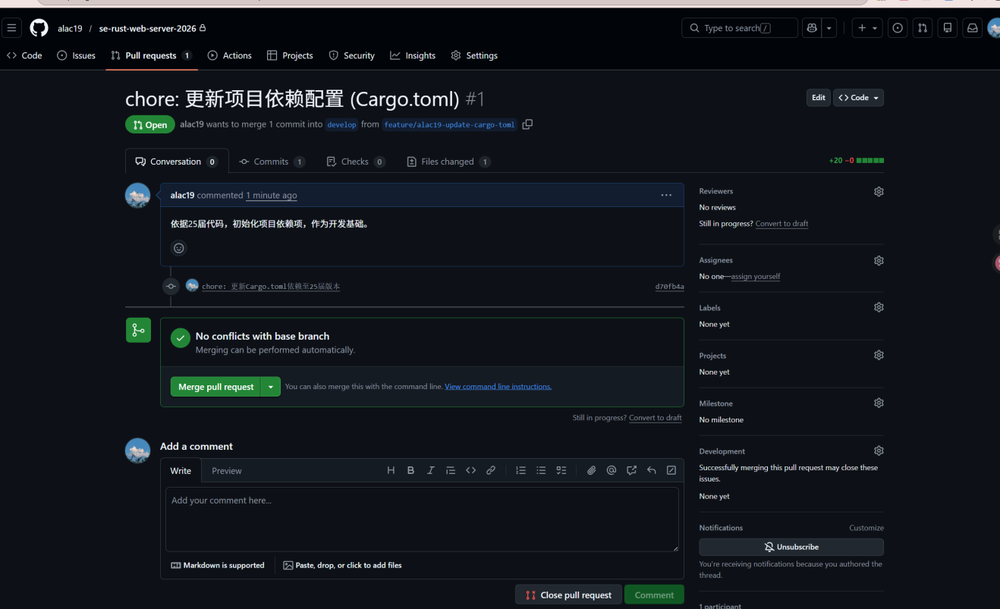 alac19 / se-rust-web-server-2026
Type to search /
Code Issues Pull requests 1 Actions Projects Security Insights Settings
chore: 更新项目依赖配置 (Cargo.toml) #1
Edit <> Code
Open alac19 wants to merge 1 commit into develop from feature/alac19-update-cargo-toml
Conversation 0 Commits 1 Checks 0 Files changed 1
+20 −0
alac19 commented 1 minute ago
依据25届代码，初始化项目依赖项，作为开发基础。
chore: 更新Cargo.toml依赖至25届版本 d70fb4a
No conflicts with base branch
Merging can be performed automatically.
Merge pull request You can also merge this with the command line. View command line instructions.
Still in progress? Convert to draft
Add a comment
Write Preview
Add your comment here...
Markdown is supported Paste, drop, or click to add files
Close pull request Comment
Reviewers
No reviews
Still in progress? Convert to draft
Assignees
No one—assign yourself
Labels
None yet
Projects
None yet
Milestone
No milestone
Development
Successfully merging this pull request may close these
issues.
None yet
Notifications Customize
Unsubscribe
You're receiving notifications because you authored the
thread.
1 participant